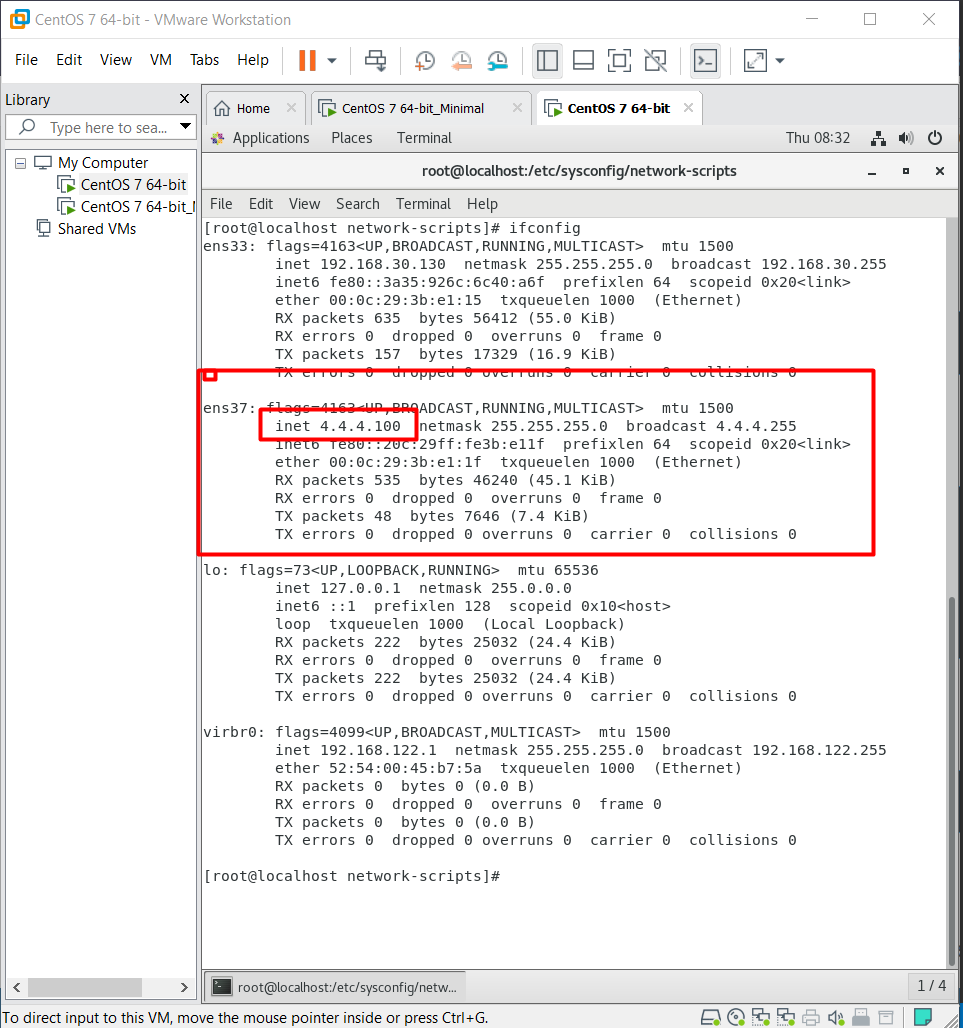 CentOS 7 64-bit - VMware Workstation
File Edit View VM Tabs Help
Library
Type here to sea...
My Computer
CentOS 7 64-bit
CentOS 7 64-bit_
Shared VMs
Home
CentOS 7 64-bit_Minimal
CentOS 7 64-bit
Applications Places Terminal Thu 08:32
root@localhost:/etc/sysconfig/network-scripts
File Edit View Search Terminal Help
[root@localhost network-scripts]# ifconfig
ens33: flags=4163<UP,BROADCAST,RUNNING,MULTICAST>  mtu 1500
        inet 192.168.30.130  netmask 255.255.255.0  broadcast 192.168.30.255
        inet6 fe80::3a35:926c:6c40:a6f  prefixlen 64  scopeid 0x20<link>
        ether 00:0c:29:3b:e1:15  txqueuelen 1000  (Ethernet)
        RX packets 635  bytes 56412 (55.0 KiB)
        RX errors 0  dropped 0  overruns 0  frame 0
        TX packets 157  bytes 17329 (16.9 KiB)
        TX errors 0  dropped 0 overruns 0  carrier 0  collisions 0
ens37: flags=4163<UP,BROADCAST,RUNNING,MULTICAST>  mtu 1500
        inet 4.4.4.100  netmask 255.255.255.0  broadcast 4.4.4.255
        inet6 fe80::20c:29ff:fe3b:e11f  prefixlen 64  scopeid 0x20<link>
        ether 00:0c:29:3b:e1:1f  txqueuelen 1000  (Ethernet)
        RX packets 535  bytes 46240 (45.1 KiB)
        RX errors 0  dropped 0  overruns 0  frame 0
        TX packets 48  bytes 7646 (7.4 KiB)
        TX errors 0  dropped 0 overruns 0  carrier 0  collisions 0
lo: flags=73<UP,LOOPBACK,RUNNING>  mtu 65536
        inet 127.0.0.1  netmask 255.0.0.0
        inet6 ::1  prefixlen 128  scopeid 0x10<host>
        loop  txqueuelen 1000  (Local Loopback)
        RX packets 222  bytes 25032 (24.4 KiB)
        RX errors 0  dropped 0  overruns 0  frame 0
        TX packets 222  bytes 25032 (24.4 KiB)
        TX errors 0  dropped 0 overruns 0  carrier 0  collisions 0
virbr0: flags=4099<UP,BROADCAST,MULTICAST>  mtu 1500
        inet 192.168.122.1  netmask 255.255.255.0  broadcast 192.168.122.255
        ether 52:54:00:45:b7:5a  txqueuelen 1000  (Ethernet)
        RX packets 0  bytes 0 (0.0 B)
        RX errors 0  dropped 0  overruns 0  frame 0
        TX packets 0  bytes 0 (0.0 B)
        TX errors 0  dropped 0 overruns 0  carrier 0  collisions 0
[root@localhost network-scripts]#
root@localhost:/etc/sysconfig/netw...
1 / 4
To direct input to this VM, move the mouse pointer inside or press Ctrl+G.